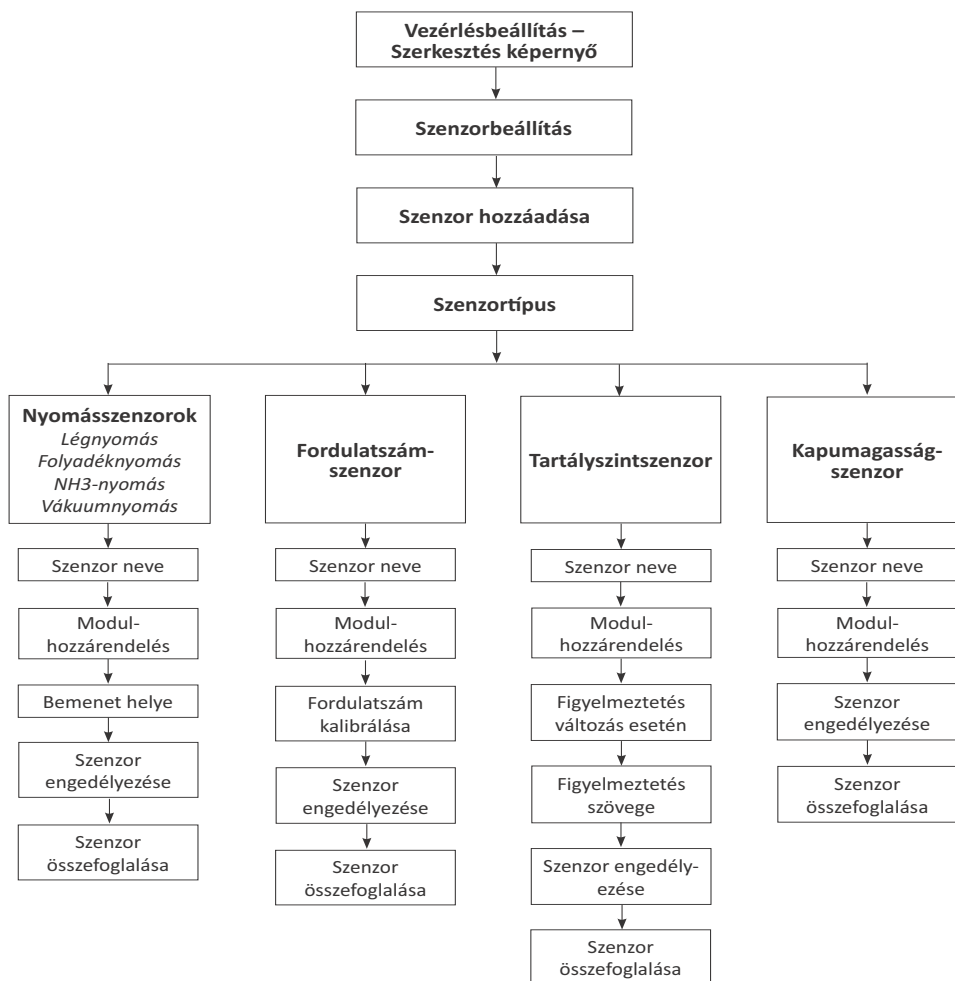 Vezérlésbeállítás –
Szerkesztés képernyő
Szenzorbeállítás
Szenzor hozzáadása
Szenzortípus
Nyomásszenzorok
Légnyomás
Folyadéknyomás
NH3-nyomás
Vákuumnyomás
Szenzor neve
Modul-
hozzárendelés
Bemenet helye
Szenzor
engedélyezése
Szenzor
összefoglalása
Fordulatszám-
szenzor
Szenzor neve
Modul-
hozzárendelés
Fordulatszám
kalibrálása
Szenzor
engedélyezése
Szenzor
összefoglalása
Tartályszintszenzor
Szenzor neve
Modul-
hozzárendelés
Figyelmeztetés
változás esetén
Figyelmeztetés
szövege
Szenzor engedély-
ezése
Szenzor
összefoglalása
Kapumagasság-
szenzor
Szenzor neve
Modul-
hozzárendelés
Szenzor
engedélyezése
Szenzor
összefoglalása